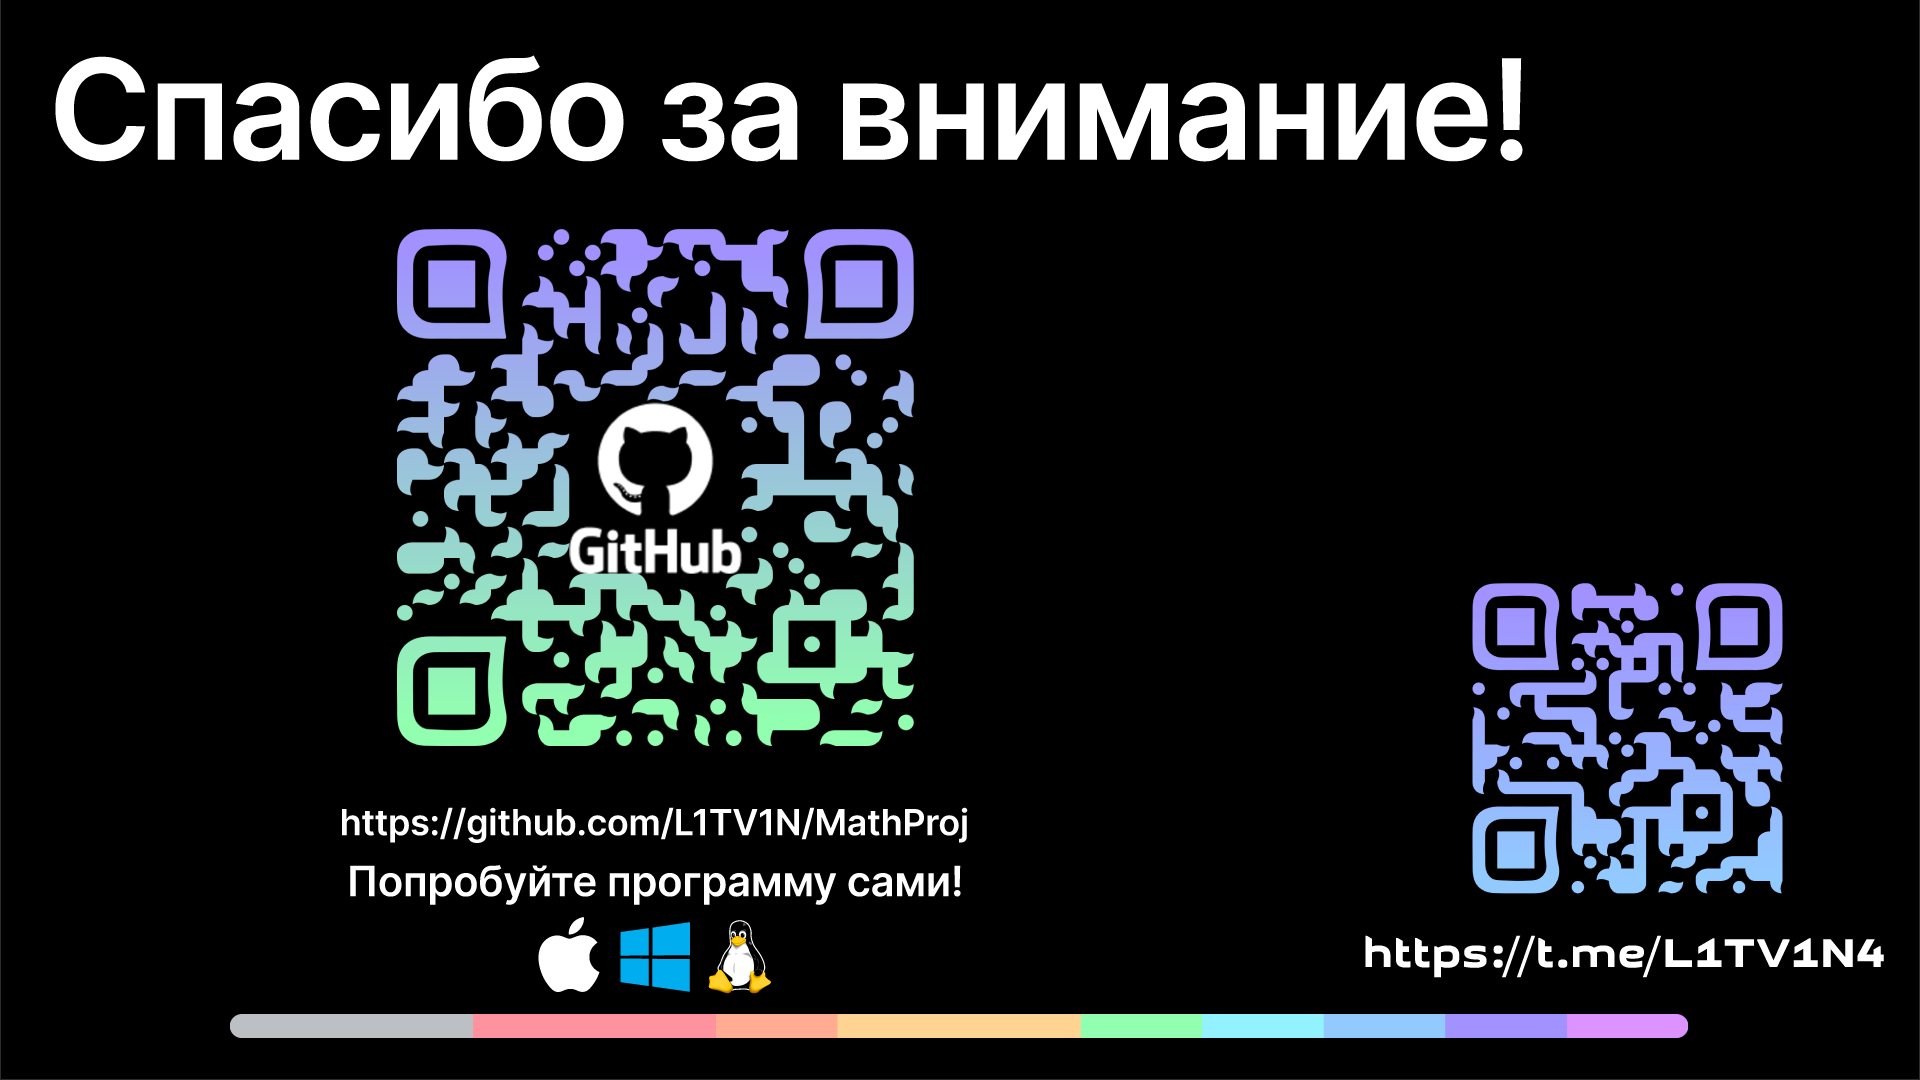 Спасибо за внимание!
GitHub
https://github.com/L1TV1N/MathProj
Попробуйте программу сами!
https://t.me/L1TV1N4